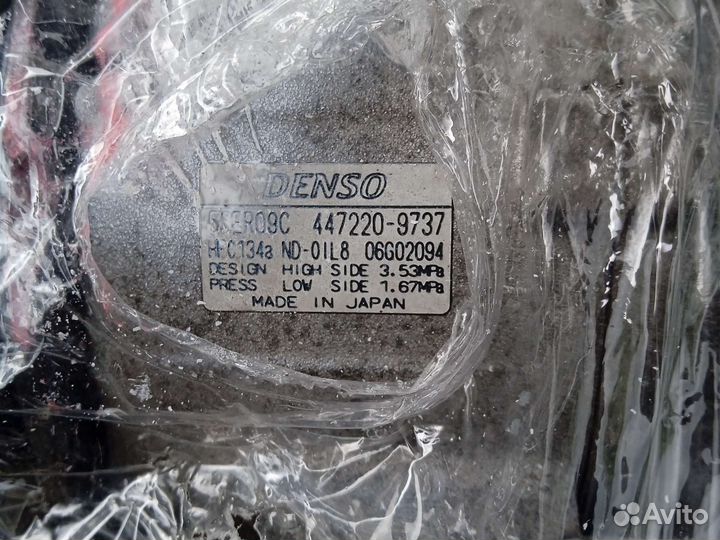 DENSO
5SER09C 447220-9737
HFC134a ND-OIL8 06G02094
DESIGN HIGH SIDE 3.53MPa
PRESS LOW SIDE 1.67MPa
MADE IN JAPAN
Avito